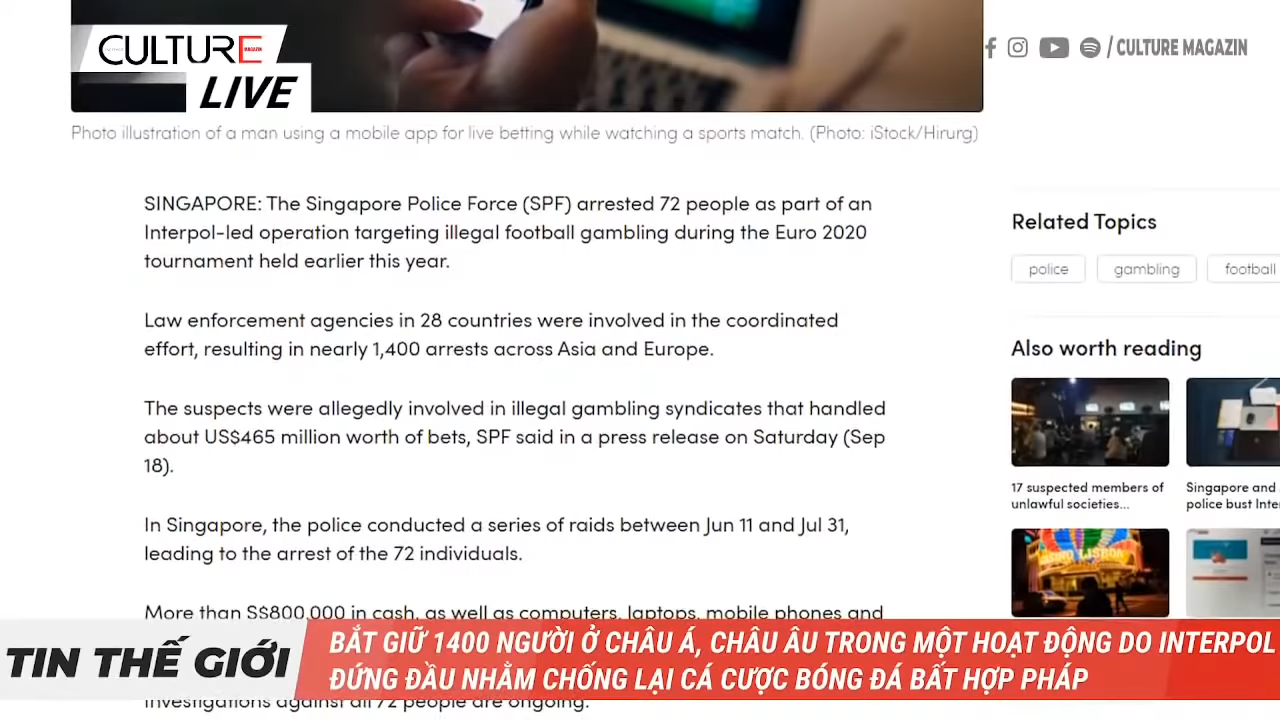 CULTURE MAGAZIN
LIVE
/ CULTURE MAGAZIN
Photo illustration of a man using a mobile app for live betting while watching a sports match. (Photo: iStock/Hirurg)
SINGAPORE: The Singapore Police Force (SPF) arrested 72 people as part of an
Interpol-led operation targeting illegal football gambling during the Euro 2020
tournament held earlier this year.
Law enforcement agencies in 28 countries were involved in the coordinated
effort, resulting in nearly 1,400 arrests across Asia and Europe.
The suspects were allegedly involved in illegal gambling syndicates that handled
about US$465 million worth of bets, SPF said in a press release on Saturday (Sep
18).
In Singapore, the police conducted a series of raids between Jun 11 and Jul 31,
leading to the arrest of the 72 individuals.
More than S$800,000 in cash, as well as computers, laptops, mobile phones and
investigations against all 72 people are ongoing.
Related Topics
police gambling football
Also worth reading
17 suspected members of
unlawful societies...
Singapore and
police bust
LISBOA
TIN THẾ GIỚI
BẮT GIỮ 1400 NGƯỜI Ở CHÂU Á, CHÂU ÂU TRONG MỘT HOẠT ĐỘNG DO INTERPOL
ĐỨNG ĐẦU NHẰM CHỐNG LẠI CÁ CƯỢC BÓNG ĐÁ BẤT HỢP PHÁP